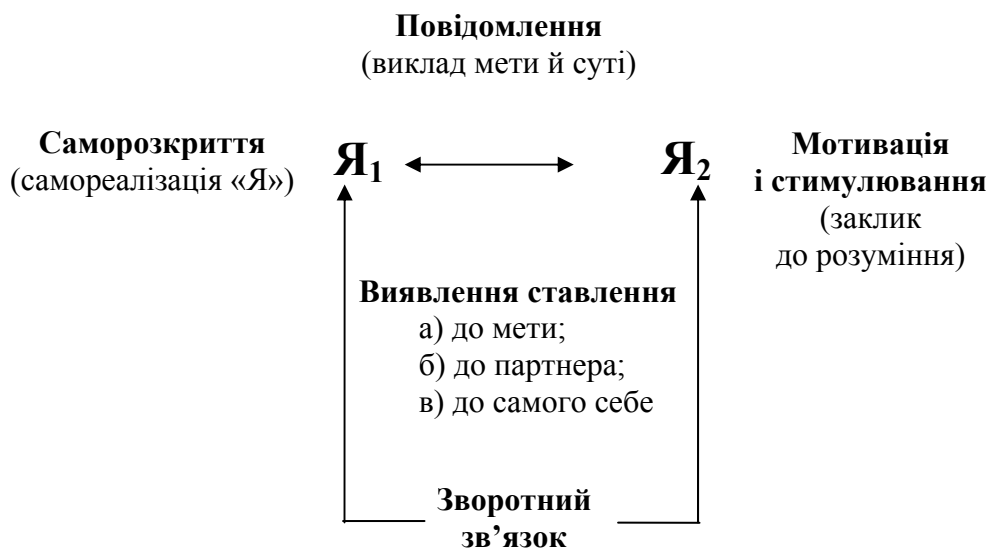 Повідомлення
(виклад мети й суті)
Саморозкриття
(самореалізація «Я»)
Я1
Я2
Мотивація
і стимулювання
(заклик
до розуміння)
Виявлення ставлення
а) до мети;
б) до партнера;
в) до самого себе
Зворотний
зв’язок